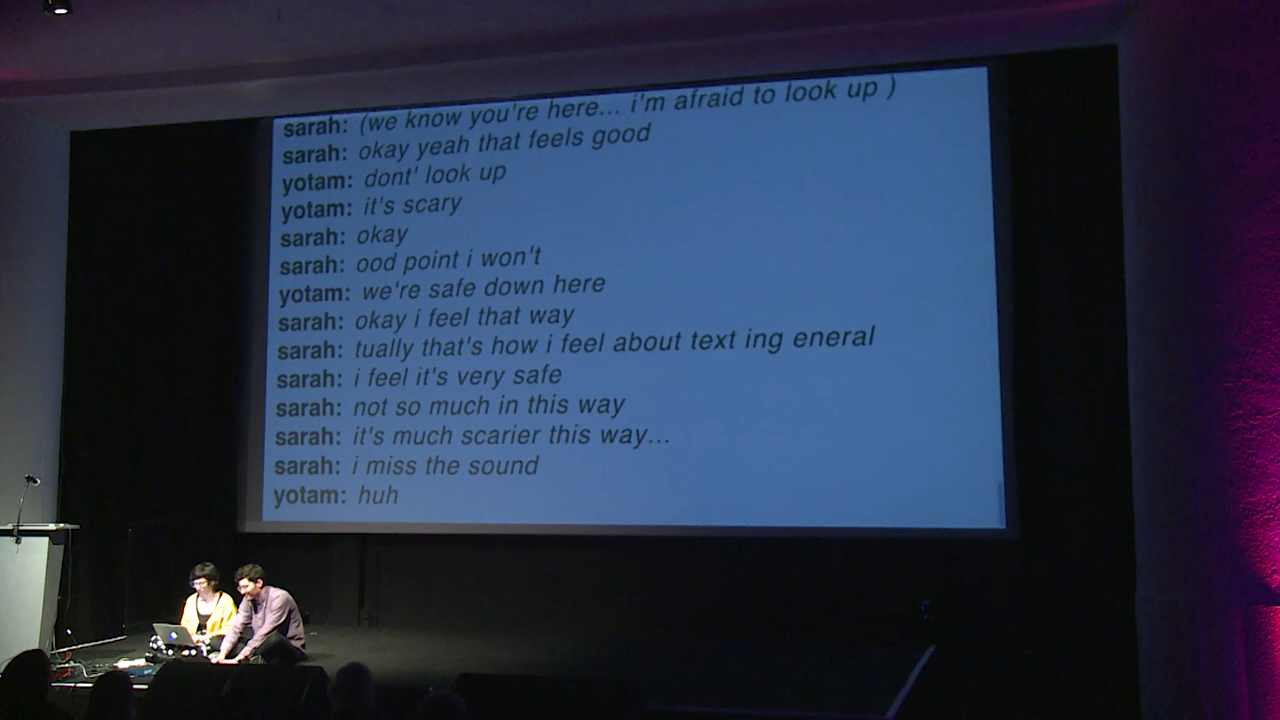 sarah: (we know you're here... i'm afraid to look up )
sarah: okay yeah that feels good
yotam: dont' look up
yotam: it's scary
sarah: okay
sarah: ood point i won't
yotam: we're safe down here
sarah: okay i feel that way
sarah: tually that's how i feel about text ing eneral
sarah: i feel it's very safe
sarah: not so much in this way
sarah: it's much scarier this way...
sarah: i miss the sound
yotam: huh